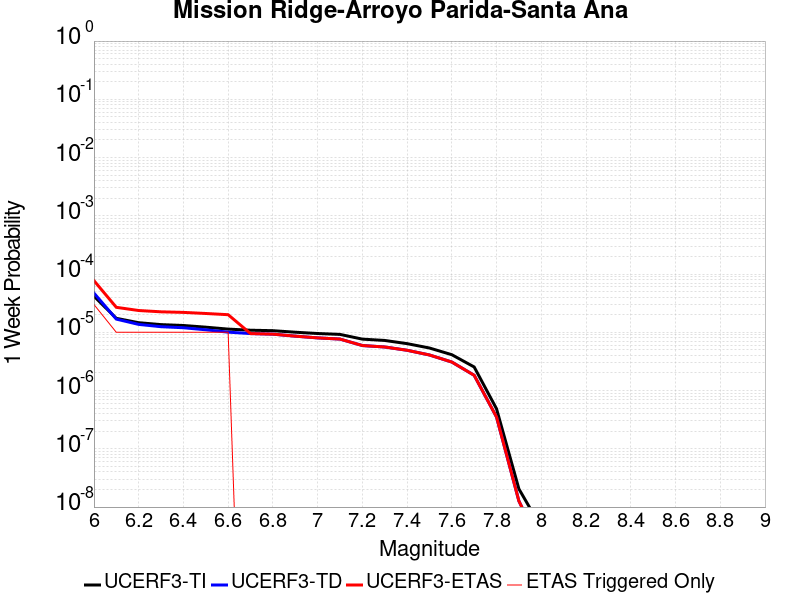 Mission Ridge-Arroyo Parida-Santa Ana
10^0
10^-1
10^-2
10^-3
10^-4
10^-5
10^-6
10^-7
10^-8
1 Week Probability
6 6.2 6.4 6.6 6.8 7 7.2 7.4 7.6 7.8 8 8.2 8.4 8.6 8.8 9
Magnitude
UCERF3-TI UCERF3-TD UCERF3-ETAS ETAS Triggered Only